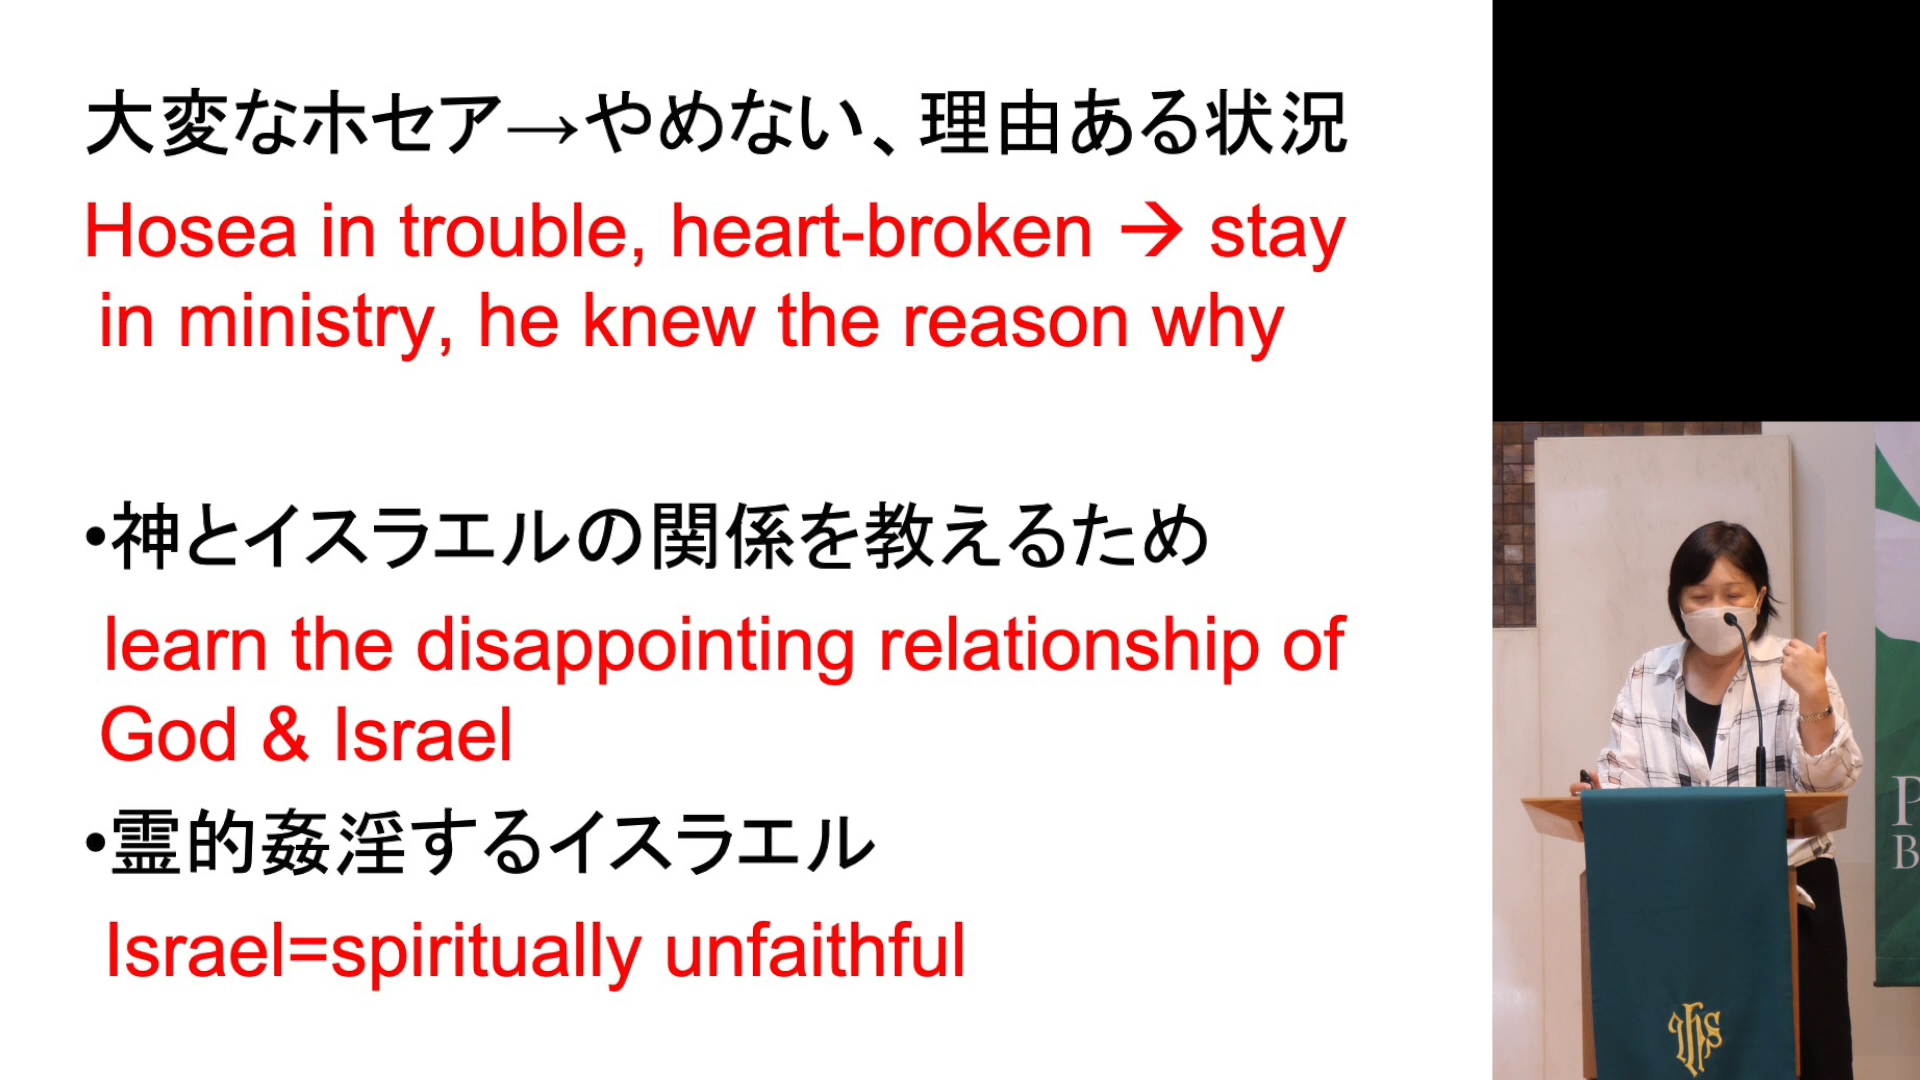 大変なホセア→やめない、理由ある状況
Hosea in trouble, heart-broken → stay
in ministry, he knew the reason why
•神とイスラエルの関係を教えるため
learn the disappointing relationship of
God & Israel
•霊的姦淫するイスラエル
Israel=spiritually unfaithful
P
B
IHS